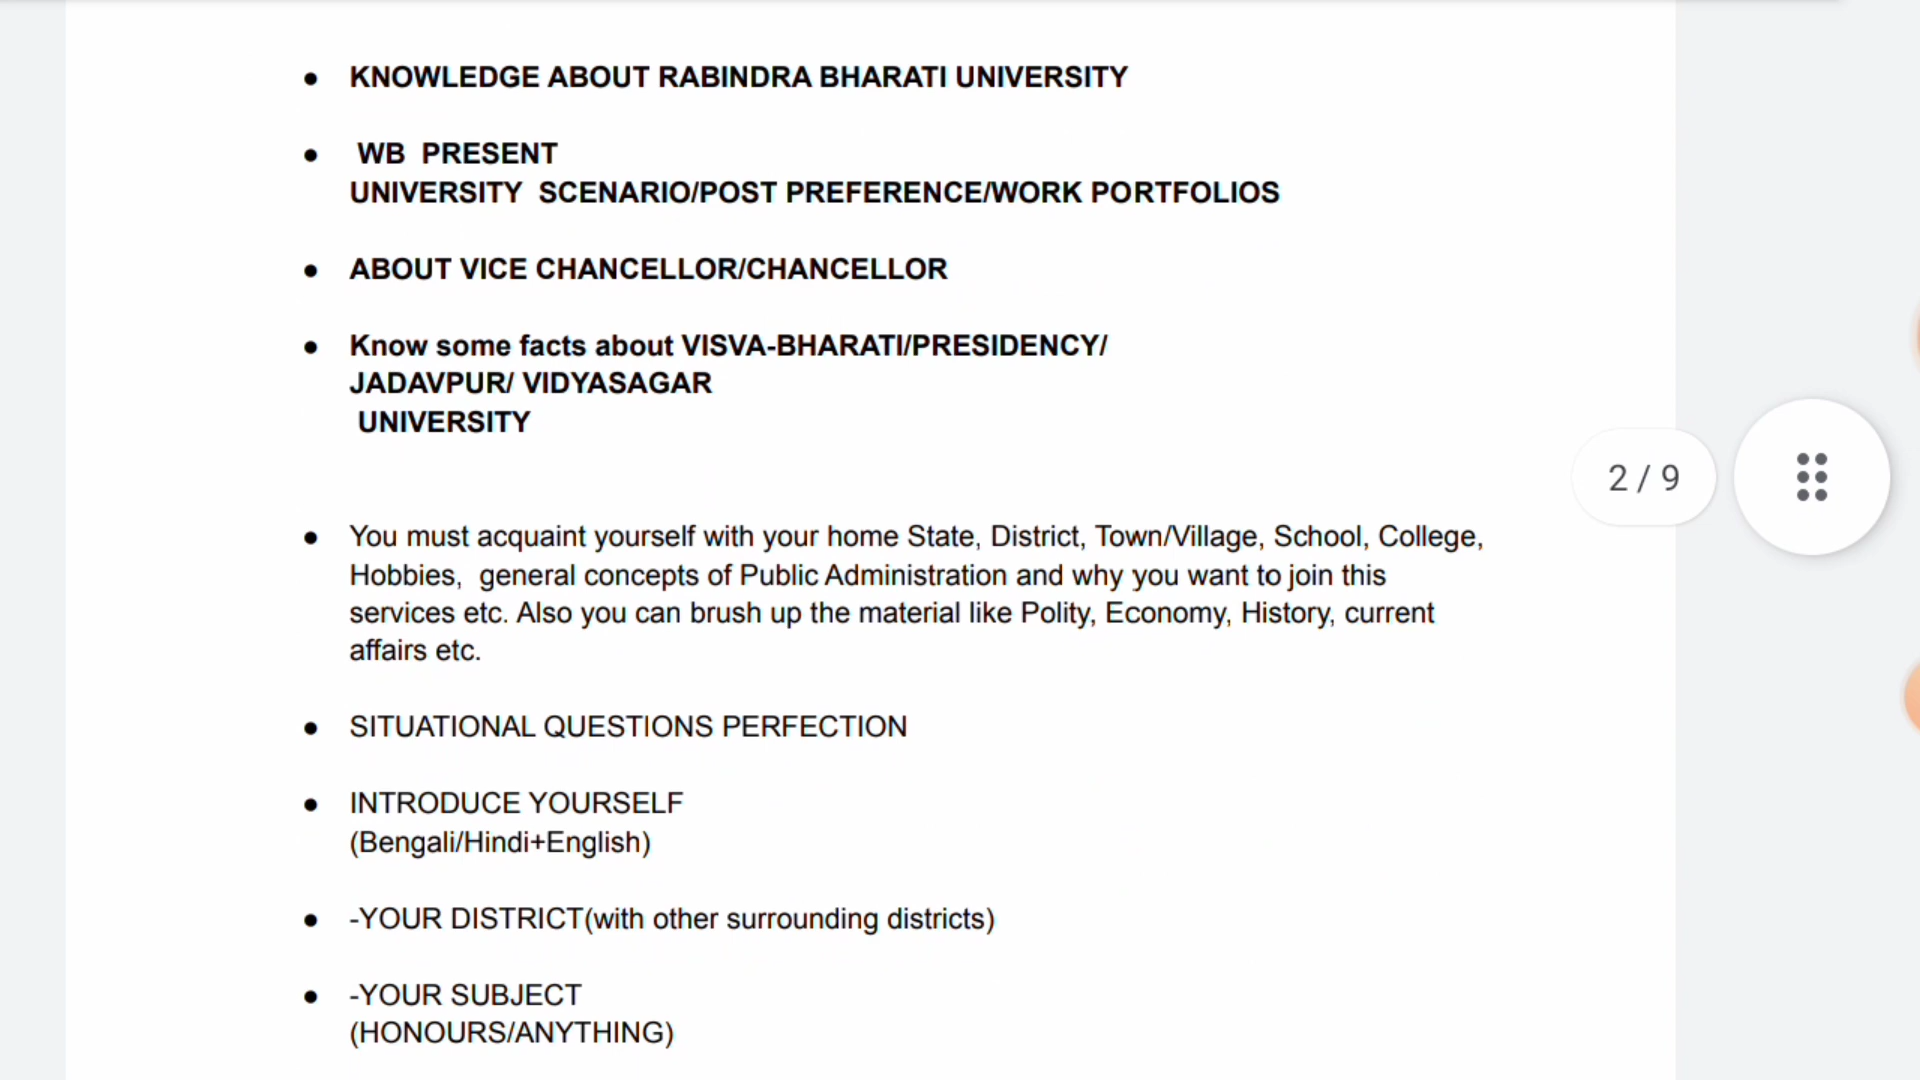 ● KNOWLEDGE ABOUT RABINDRA BHARATI UNIVERSITY
● WB PRESENT
UNIVERSITY SCENARIO/POST PREFERENCE/WORK PORTFOLIOS
● ABOUT VICE CHANCELLOR/CHANCELLOR
● Know some facts about VISVA-BHARATI/PRESIDENCY/
JADAVPUR/ VIDYASAGAR
UNIVERSITY
2 / 9
● You must acquaint yourself with your home State, District, Town/Village, School, College,
Hobbies, general concepts of Public Administration and why you want to join this
services etc. Also you can brush up the material like Polity, Economy, History, current
affairs etc.
● SITUATIONAL QUESTIONS PERFECTION
● INTRODUCE YOURSELF
(Bengali/Hindi+English)
● -YOUR DISTRICT(with other surrounding districts)
● -YOUR SUBJECT
(HONOURS/ANYTHING)